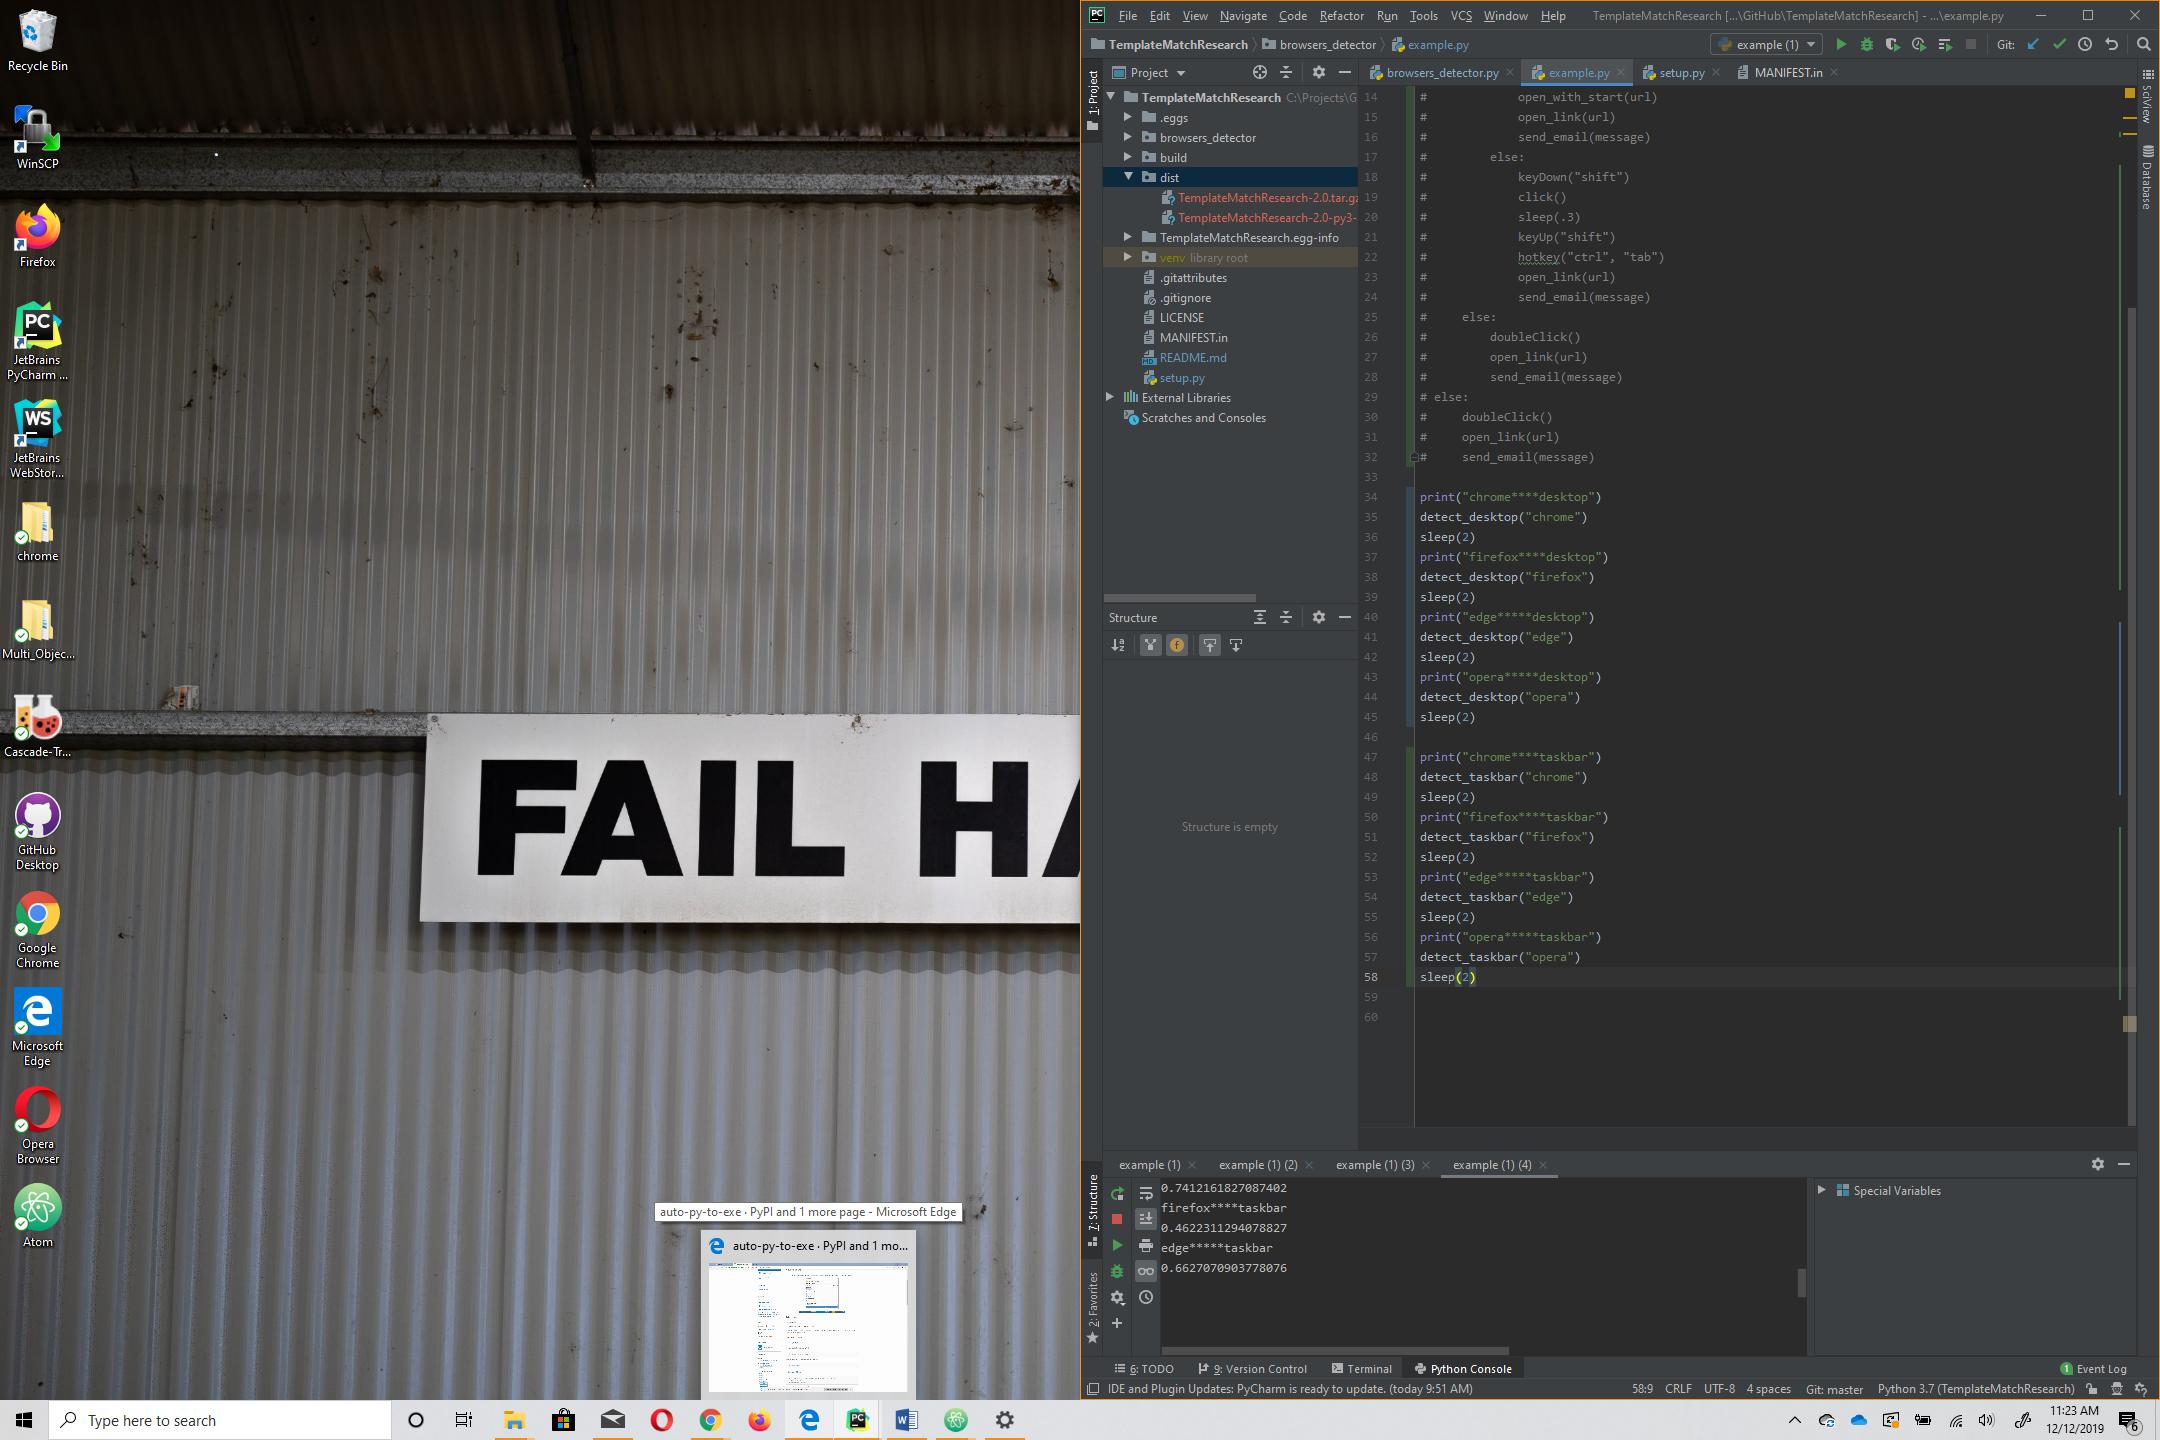 Recycle Bin
WinSCP
Firefox
JetBrains
PyCharm ...
JetBrains
WebStor...
chrome
Multi_Objec...
Cascade-Tr...
GitHub
Desktop
Google
Chrome
Microsoft
Edge
Opera
Browser
Atom
FAIL HA
auto-py-to-exe · PyPI and 1 more page - Microsoft Edge
auto-py-to-exe · PyPI and 1 mo...
File Edit View Navigate Code Refactor Run Tools VCS Window Help TemplateMatchResearch [...\GitHub\TemplateMatchResearch] - ...\example.py
TemplateMatchResearch browsers_detector example.py example (1) Git:
1: Project
Project
browsers_detector.py example.py setup.py MANIFEST.in
TemplateMatchResearch C:\Projects\G
.eggs
browsers_detector
build
dist
TemplateMatchResearch-2.0.tar.gz
TemplateMatchResearch-2.0-py3-
TemplateMatchResearch.egg-info
venv library root
.gitattributes
.gitignore
LICENSE
MANIFEST.in
README.md
setup.py
External Libraries
Scratches and Consoles
Structure
Structure is empty
14 # open_with_start(url)
15 # open_link(url)
16 # send_email(message)
17 # else:
18 # keyDown("shift")
19 # click()
20 # sleep(.3)
21 # keyUp("shift")
22 # hotkey("ctrl", "tab")
23 # open_link(url)
24 # send_email(message)
25 # else:
26 # doubleClick()
27 # open_link(url)
28 # send_email(message)
29 # else:
30 # doubleClick()
31 # open_link(url)
32 # send_email(message)
33
34 print("chrome****desktop")
35 detect_desktop("chrome")
36 sleep(2)
37 print("firefox****desktop")
38 detect_desktop("firefox")
39 sleep(2)
40 print("edge*****desktop")
41 detect_desktop("edge")
42 sleep(2)
43 print("opera*****desktop")
44 detect_desktop("opera")
45 sleep(2)
46
47 print("chrome****taskbar")
48 detect_taskbar("chrome")
49 sleep(2)
50 print("firefox****taskbar")
51 detect_taskbar("firefox")
52 sleep(2)
53 print("edge*****taskbar")
54 detect_taskbar("edge")
55 sleep(2)
56 print("opera*****taskbar")
57 detect_taskbar("opera")
58 sleep(2)
59
60
SciView
Database
example (1) example (1) (2) example (1) (3) example (1) (4)
0.7412161827087402
firefox****taskbar
0.4622311294078827
edge*****taskbar
0.6627070903778076
Special Variables
7: Structure
2: Favorites
6: TODO 9: Version Control Terminal Python Console 1 Event Log
IDE and Plugin Updates: PyCharm is ready to update. (today 9:51 AM) 58:9 CRLF UTF-8 4 spaces Git: master Python 3.7 (TemplateMatchResearch)
Type here to search
11:23 AM
12/12/2019
6